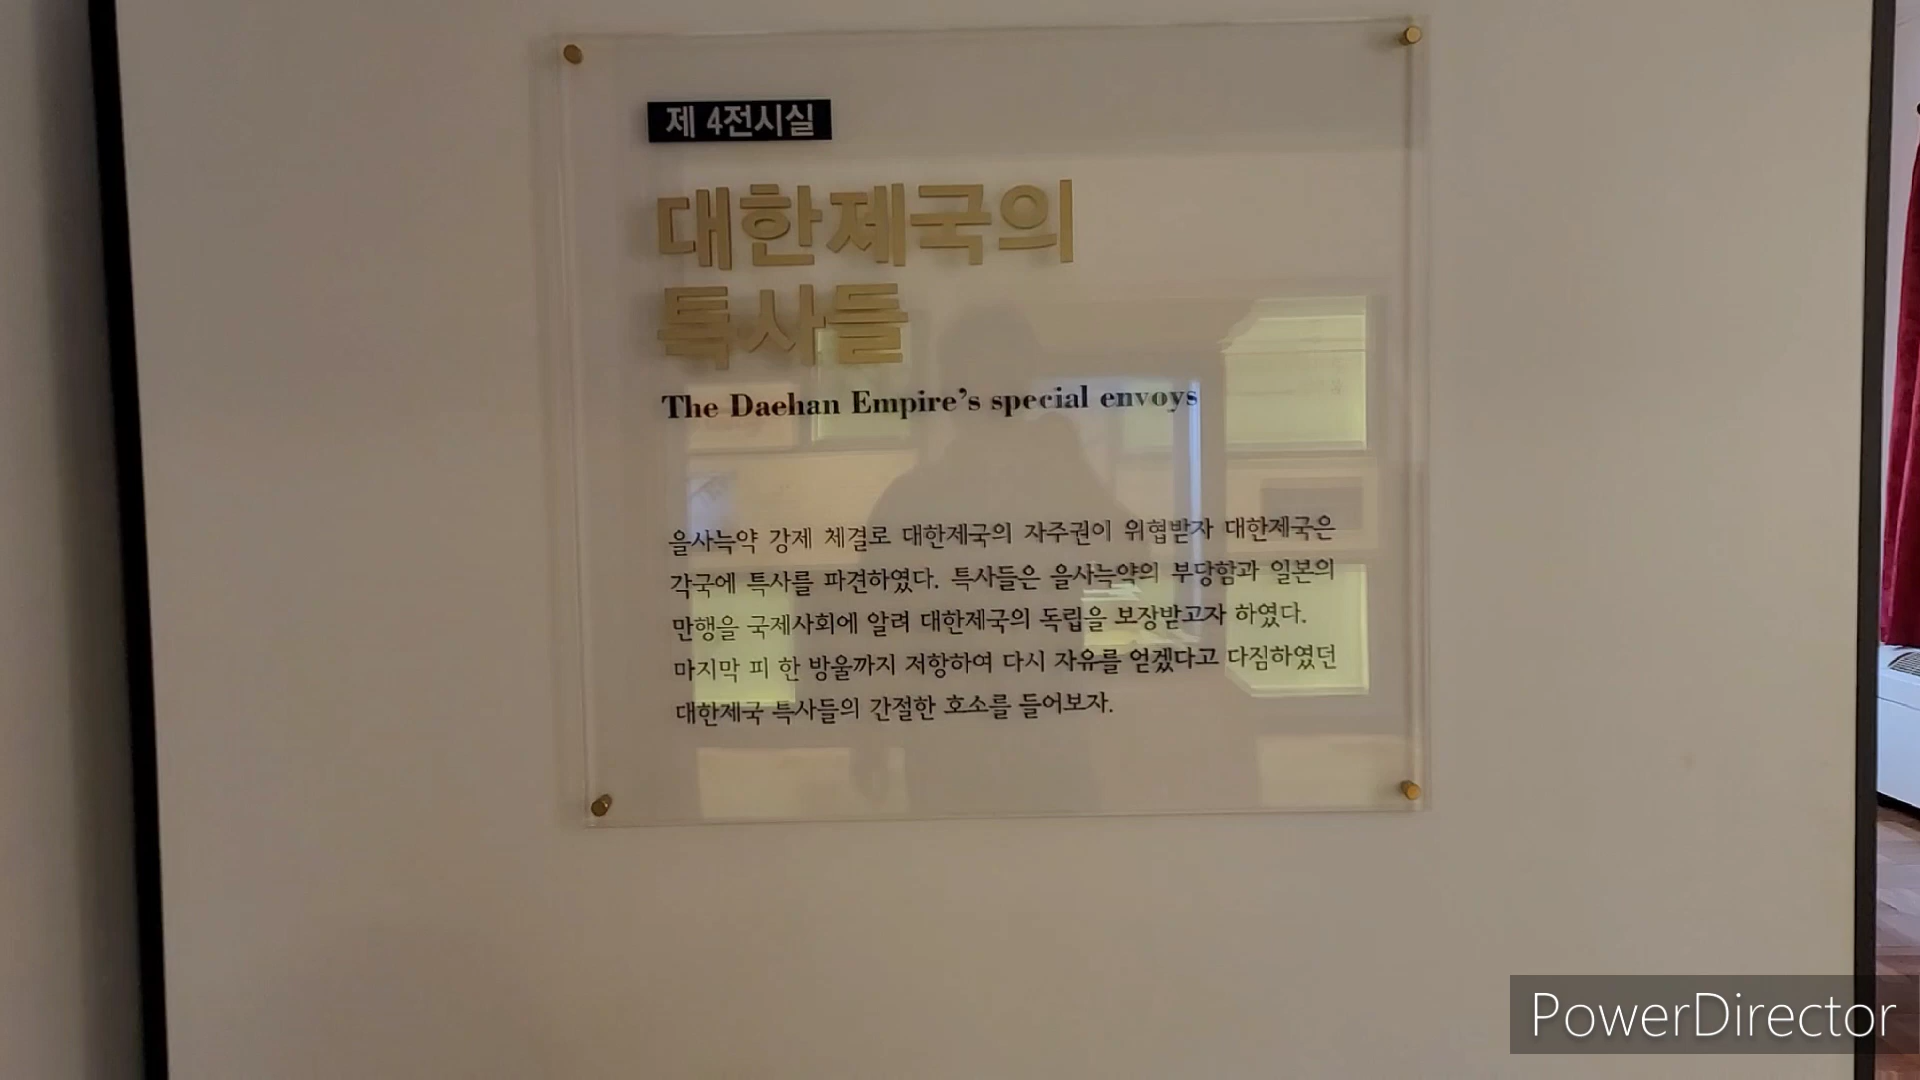 제 4전시실
대한제국의
특사들
The Daehan Empire's special envoys
을사늑약 강제 체결로 대한제국의 자주권이 위협받자 대한제국은
각국에 특사를 파견하였다. 특사들은 을사늑약의 부당함과 일본의
만행을 국제사회에 알려 대한제국의 독립을 보장받고자 하였다.
마지막 피 한 방울까지 저항하여 다시 자유를 얻겠다고 다짐하였던
대한제국 특사들의 간절한 호소를 들어보자.
PowerDirector